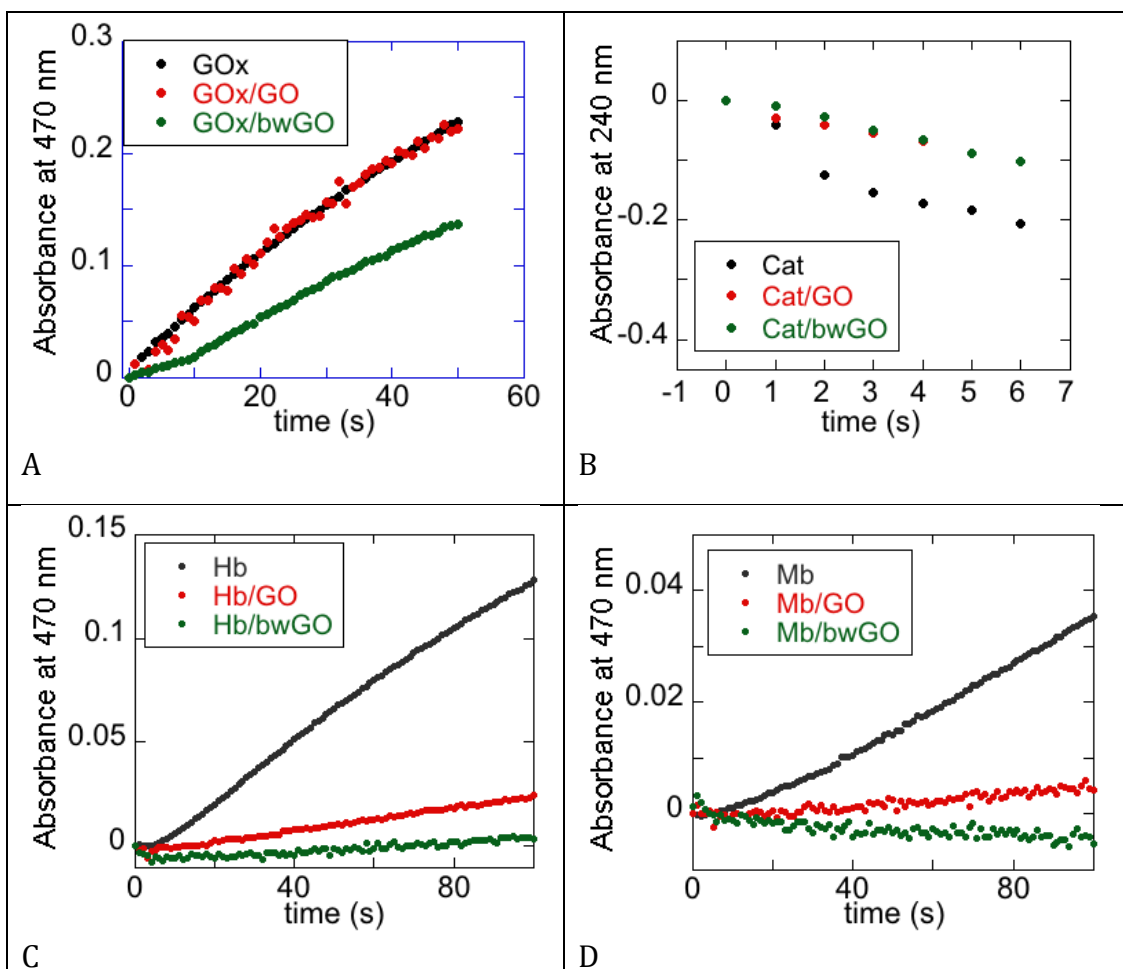 Absorbance at 470 nm
0.3
0.2
0.1
0
GOx
GOx/GO
GOx/bwGO
0 20 40 60
time (s)
A
Absorbance at 240 nm
0
-0.2
-0.4
Cat
Cat/GO
Cat/bwGO
-1 0 1 2 3 4 5 6 7
time (s)
B
Absorbance at 470 nm
0.15
0.1
0.05
0
Hb
Hb/GO
Hb/bwGO
0 40 80
time (s)
C
Absorbance at 470 nm
0.04
0.02
0
Mb
Mb/GO
Mb/bwGO
0 40 80
time (s)
D